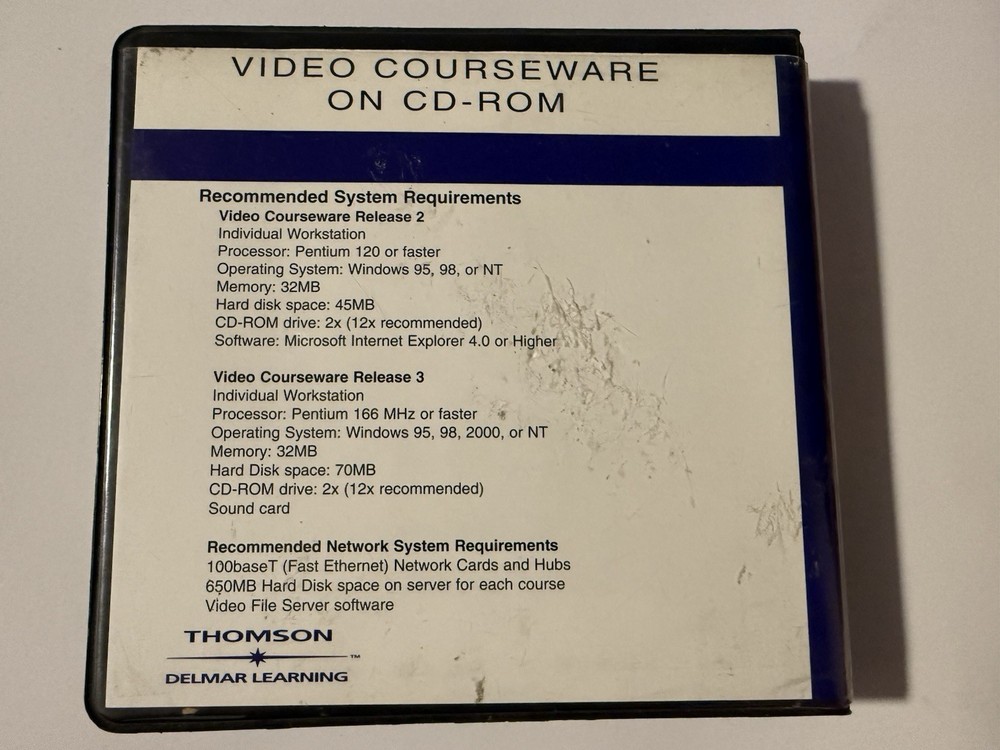 VIDEO COURSEWARE
ON CD-ROM
Recommended System Requirements
Video Courseware Release 2
Individual Workstation
Processor: Pentium 120 or faster
Operating System: Windows 95, 98, or NT
Memory: 32MB
Hard disk space: 45MB
CD-ROM drive: 2x (12x recommended)
Software: Microsoft Internet Explorer 4.0 or Higher
Video Courseware Release 3
Individual Workstation
Processor: Pentium 166 MHz or faster
Operating System: Windows 95, 98, 2000, or NT
Memory: 32MB
Hard Disk space: 70MB
CD-ROM drive: 2x (12x recommended)
Sound card
Recommended Network System Requirements
100baseT (Fast Ethernet) Network Cards and Hubs
650MB Hard Disk space on server for each course
Video File Server software
THOMSON
™
DELMAR LEARNING